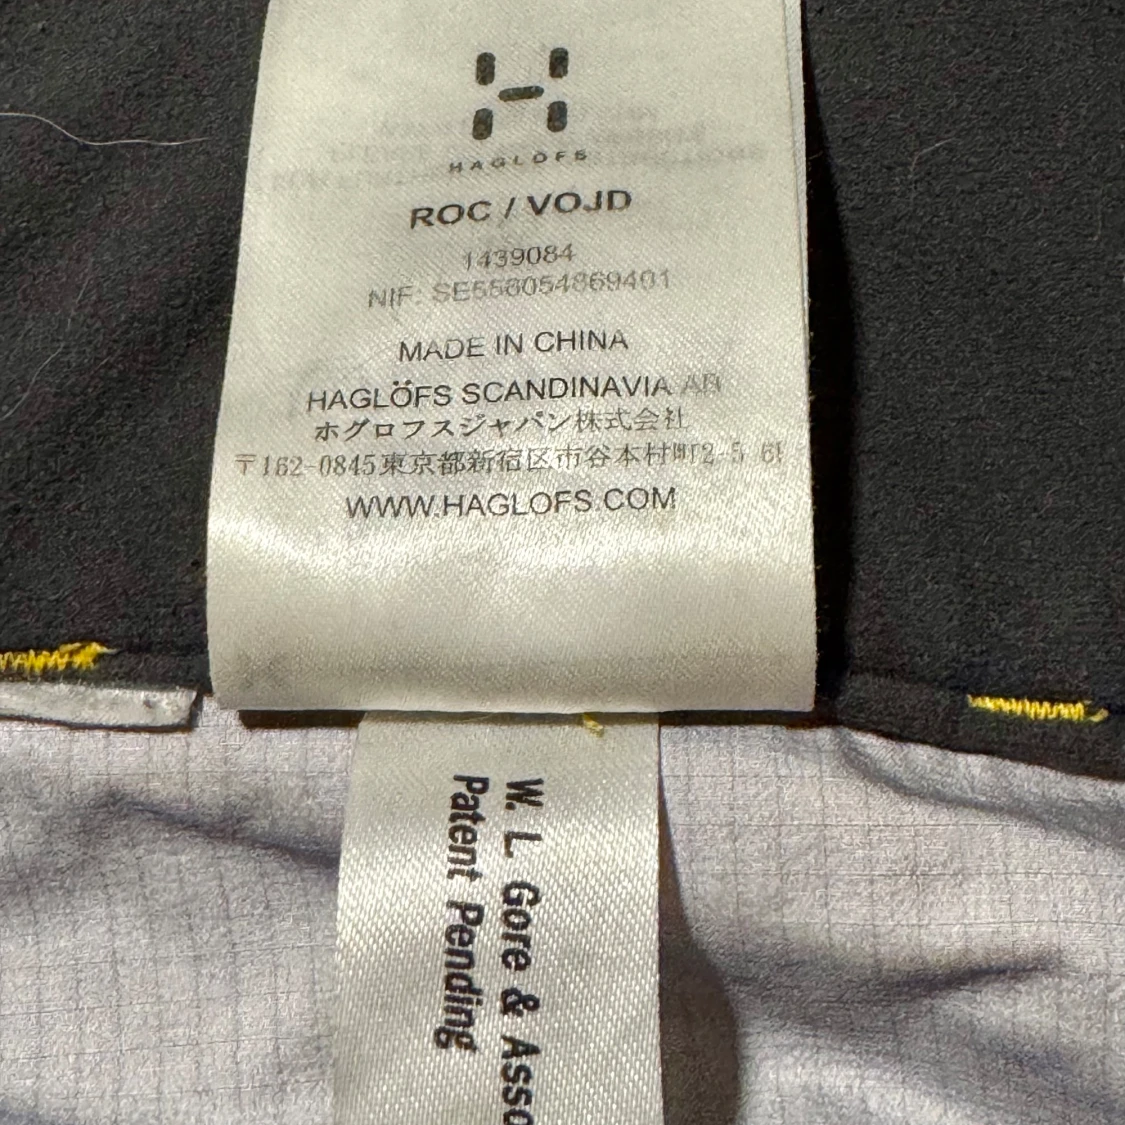 HAGLÖFS
ROC / VOJD
1439084
NIF: SE556054869401
MADE IN CHINA
HAGLÖFS SCANDINAVIA AB
ホグロフスジャパン株式会社
〒162-0845東京都新宿区市谷本村町2-5 6F
WWW.HAGLOFS.COM
W. L. Gore & Asso
Patent Pending